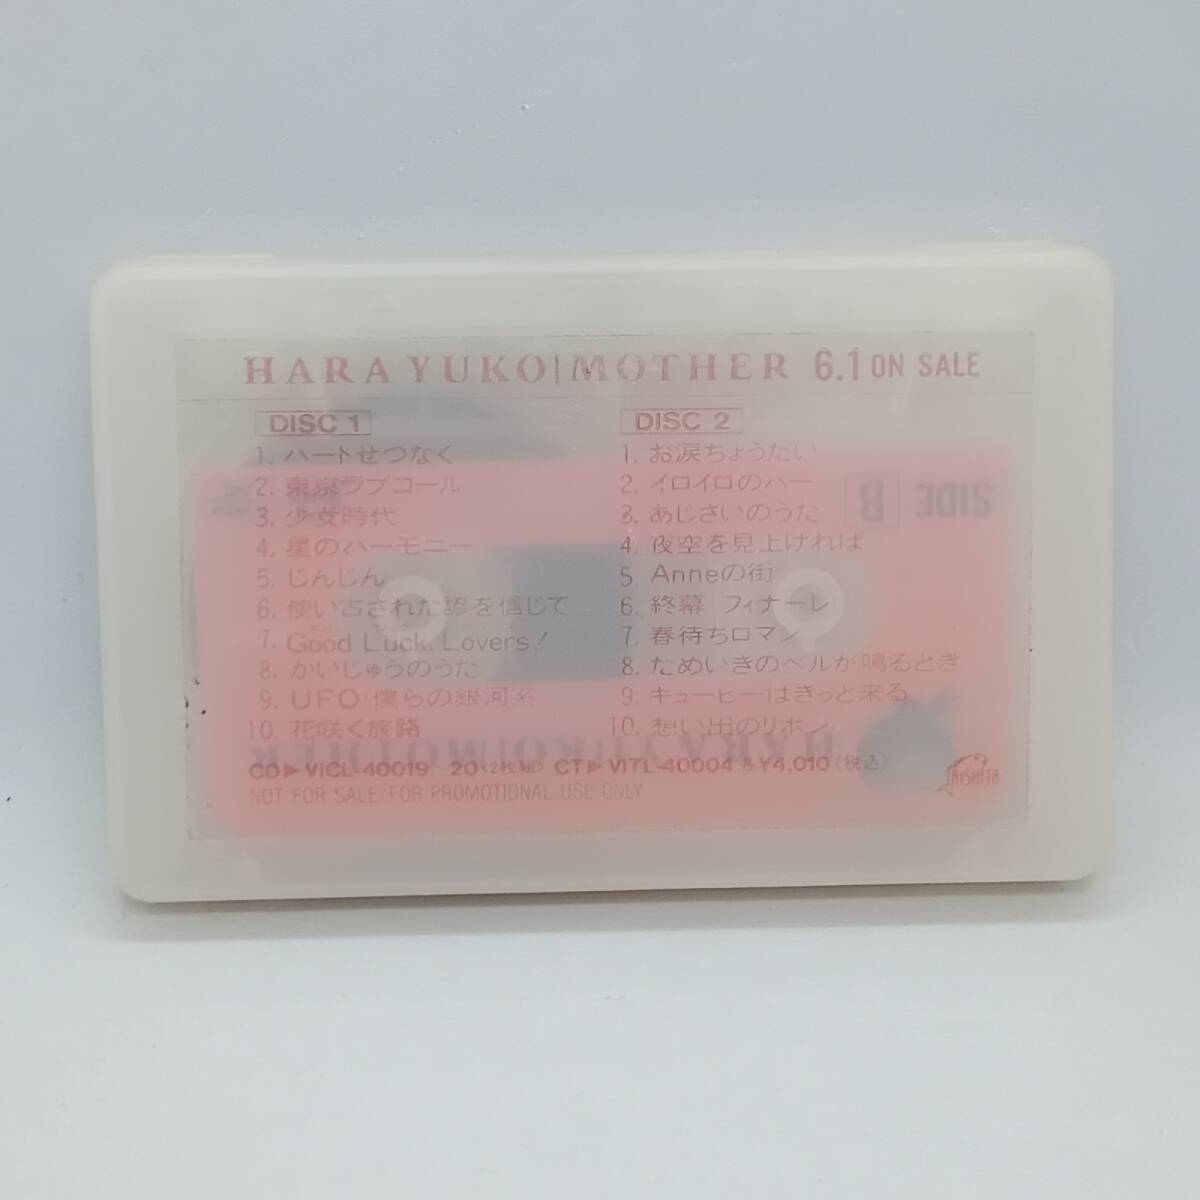 HARA YUKO|MOTHER 6.1 ON SALE
DISC 1
1. ハートせつなく
2. 東京ラブコール
3. 少女時代
4. 星のハーモニー
5. じんじん
6. 使い古された夢を信じて
7. Good Luck, Lovers!
8. かいじゅうのうた
9. UFO(僕らの銀河系)
10. 花咲く旅路
DISC 2
1. お涙ちょうだい
2. イロイロのパー
3. あじさいのうた
4. 夜空を見上げれば
5. Anneの街
6. 終幕(フィナーレ)
7. 春待ちロマン
8. ためいきのベルが鳴るとき
9. キューピーはきっと来る
10. 想い出のリボン
CD▶VICL-40019~20〈2枚組〉 CT▶VITL-40004 各¥4,010(税込)
NOT FOR SALE/FOR PROMOTIONAL USE ONLY
TAISHITA
SIDE B
HARA YUKO|MOTHER